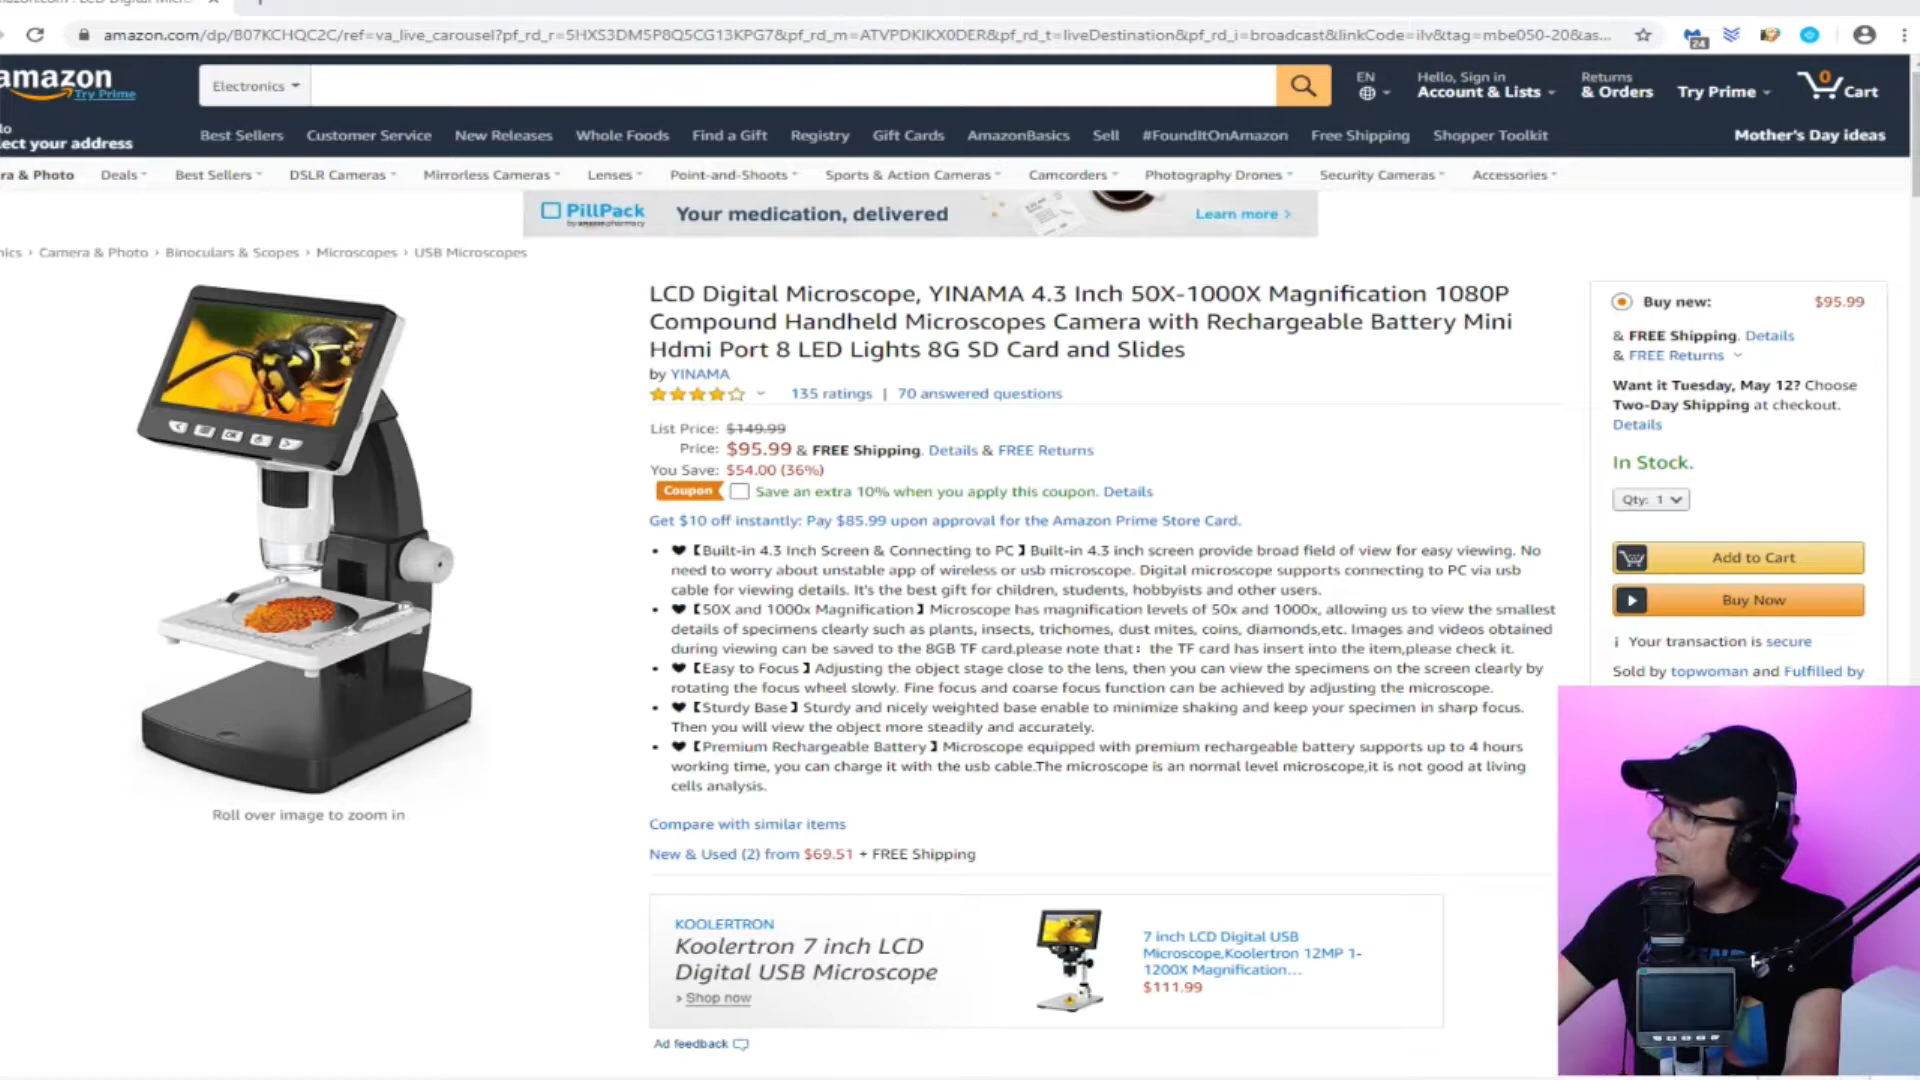 amazon.com/dp/B07KCHQC2C/ref=va_live_carousel?pf_rd_r=5HXS3DM5P8Q5CG13KPG7&pf_rd_m=ATVPDKIKX0DER&pf_rd_t=liveDestination&pf_rd_i=broadcast&linkCode=ilv&tag=mbe050-20&as...
24
amazon
Try Prime
Electronics
EN
Hello, Sign in
Account & Lists
Returns
& Orders
Try Prime
0
Cart
lo
lect your address
Best Sellers Customer Service New Releases Whole Foods Find a Gift Registry Gift Cards AmazonBasics Sell #FoundItOnAmazon Free Shipping Shopper Toolkit
Mother's Day ideas
ra & Photo Deals Best Sellers DSLR Cameras Mirrorless Cameras Lenses Point-and-Shoots Sports & Action Cameras Camcorders Photography Drones Security Cameras Accessories
PillPack
by amazon pharmacy
Your medication, delivered
Learn more >
nics › Camera & Photo › Binoculars & Scopes › Microscopes › USB Microscopes
LCD Digital Microscope, YINAMA 4.3 Inch 50X-1000X Magnification 1080P
Compound Handheld Microscopes Camera with Rechargeable Battery Mini
Hdmi Port 8 LED Lights 8G SD Card and Slides
by YINAMA
135 ratings | 70 answered questions
List Price: $149.99
Price: $95.99 & FREE Shipping. Details & FREE Returns
You Save: $54.00 (36%)
Coupon Save an extra 10% when you apply this coupon. Details
Get $10 off instantly: Pay $85.99 upon approval for the Amazon Prime Store Card.
• ♥【Built-in 4.3 Inch Screen & Connecting to PC】Built-in 4.3 inch screen provide broad field of view for easy viewing. No
need to worry about unstable app of wireless or usb microscope. Digital microscope supports connecting to PC via usb
cable for viewing details. It's the best gift for children, students, hobbyists and other users.
• ♥【50X and 1000x Magnification】Microscope has magnification levels of 50x and 1000x, allowing us to view the smallest
details of specimens clearly such as plants, insects, trichomes, dust mites, coins, diamonds,etc. Images and videos obtained
during viewing can be saved to the 8GB TF card.please note that： the TF card has insert into the item,please check it.
• ♥【Easy to Focus】Adjusting the object stage close to the lens, then you can view the specimens on the screen clearly by
rotating the focus wheel slowly. Fine focus and coarse focus function can be achieved by adjusting the microscope.
• ♥【Sturdy Base】Sturdy and nicely weighted base enable to minimize shaking and keep your specimen in sharp focus.
Then you will view the object more steadily and accurately.
• ♥【Premium Rechargeable Battery】Microscope equipped with premium rechargeable battery supports up to 4 hours
working time, you can charge it with the usb cable.The microscope is an normal level microscope,it is not good at living
cells analysis.
Compare with similar items
New & Used (2) from $69.51 + FREE Shipping
OK
Roll over image to zoom in
Buy new: $95.99
& FREE Shipping. Details
& FREE Returns
Want it Tuesday, May 12? Choose
Two-Day Shipping at checkout.
Details
In Stock.
Qty: 1
Add to Cart
Buy Now
Your transaction is secure
Sold by topwoman and Fulfilled by
KOOLERTRON
Koolertron 7 inch LCD
Digital USB Microscope
› Shop now
7 inch LCD Digital USB
Microscope,Koolertron 12MP 1-
1200X Magnification...
$111.99
Ad feedback